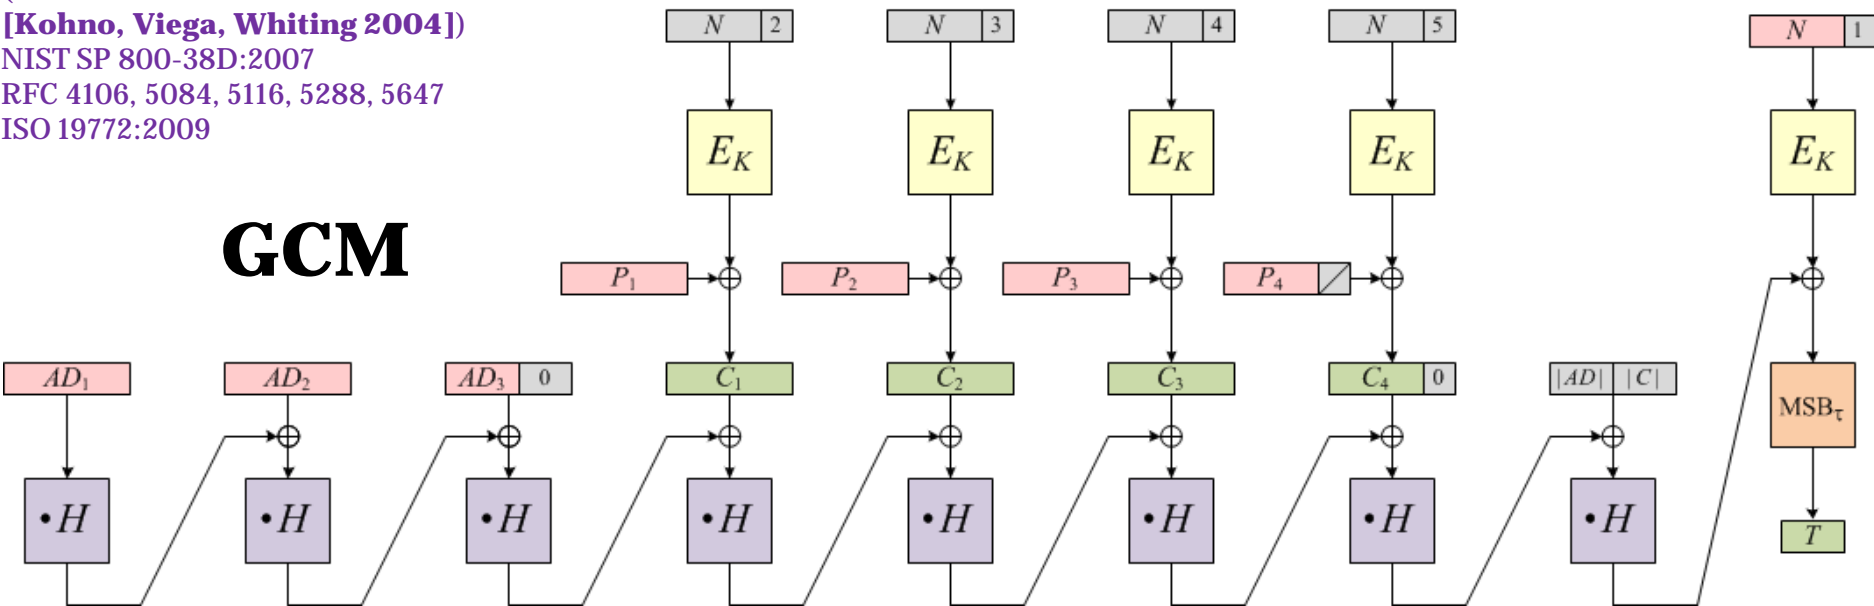 [Kohno, Viega, Whiting 2004])
NIST SP 800-38D:2007
RFC 4106, 5084, 5116, 5288, 5647
ISO 19772:2009
GCM
N 2 N 3 N 4 N 5 N 1
E_K E_K E_K E_K E_K
P_1 P_2 P_3 P_4
AD_1 AD_2 AD_3 0 C_1 C_2 C_3 C_4 0 |AD| |C|
MSB_τ
•H •H •H •H •H •H •H •H
T